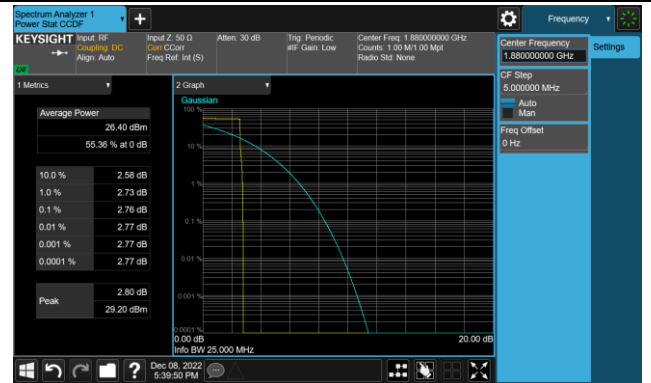 Spectrum Analyzer 1
Power Stat CCDF
Frequency
KEYSIGHT
Input: RF
Coupling: DC
Align: Auto
Input Z: 50 Ω
Corr CCorr
Freq Ref: Int (S)
Atten: 30 dB
Trig: Periodic
#IF Gain: Low
Center Freq: 1.880000000 GHz
Counts: 1.00 M/1.00 Mpt
Radio Std: None
LXI
Center Frequency
1.880000000 GHz
Settings
CF Step
5.000000 MHz
Auto
Man
Freq Offset
0 Hz
1 Metrics
Average Power
26.40 dBm
55.36 % at 0 dB
10.0 % 2.58 dB
1.0 % 2.73 dB
0.1 % 2.76 dB
0.01 % 2.77 dB
0.001 % 2.77 dB
0.0001 % 2.77 dB
Peak
2.80 dB
29.20 dBm
2 Graph
Gaussian
100 %
10 %
1 %
0.1 %
0.01 %
0.001 %
0.0001 %
0.00 dB 20.00 dB
Info BW 25.000 MHz
?
Dec 08, 2022
5:39:50 PM